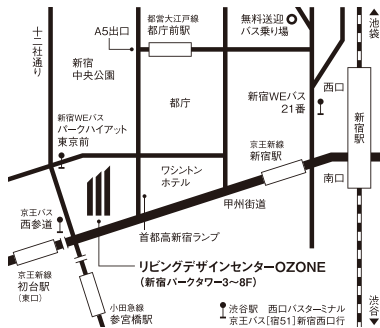 十二社通り
A5出口
都営大江戸線
都庁前駅
無料送迎
バス乗り場
池袋
新宿
中央公園
都庁
新宿WEバス
21番
西口
新宿駅
新宿WEバス
パークハイアット
東京前
京王新線
新宿駅
ワシントン
ホテル
南口
甲州街道
京王バス
西参道
首都高新宿ランプ
リビングデザインセンターOZONE
(新宿パークタワー3〜8F)
京王新線
初台駅
(東口)
小田急線
参宮橋駅
渋谷駅 西口バスターミナル
京王バス[宿51]新宿西口行
渋谷